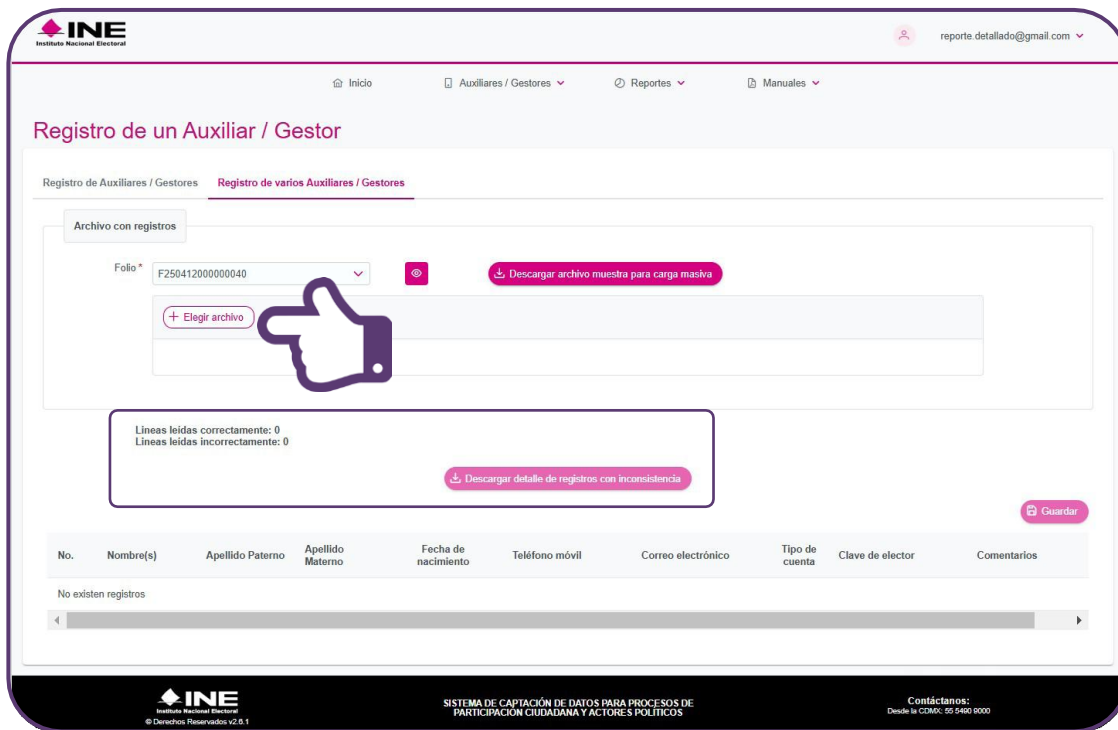 INE
Instituto Nacional Electoral
reporte.detallado@gmail.com
Inicio
Auxiliares / Gestores
Reportes
Manuales
Registro de un Auxiliar / Gestor
Registro de Auxiliares / Gestores
Registro de varios Auxiliares / Gestores
Archivo con registros
Folio *
F250412000000040
Descargar archivo muestra para carga masiva
+ Elegir archivo
Lineas leídas correctamente: 0
Lineas leídas incorrectamente: 0
Descargar detalle de registros con inconsistencia
Guardar
No.
Nombre(s)
Apellido Paterno
Apellido
Materno
Fecha de
nacimiento
Teléfono móvil
Correo electrónico
Tipo de
cuenta
Clave de elector
Comentarios
No existen registros
INE
Instituto Nacional Electoral
© Derechos Reservados v2.6.1
SISTEMA DE CAPTACIÓN DE DATOS PARA PROCESOS DE
PARTICIPACIÓN CIUDADANA Y ACTORES POLÍTICOS
Contáctanos:
Desde la CDMX: 55 5490 9000